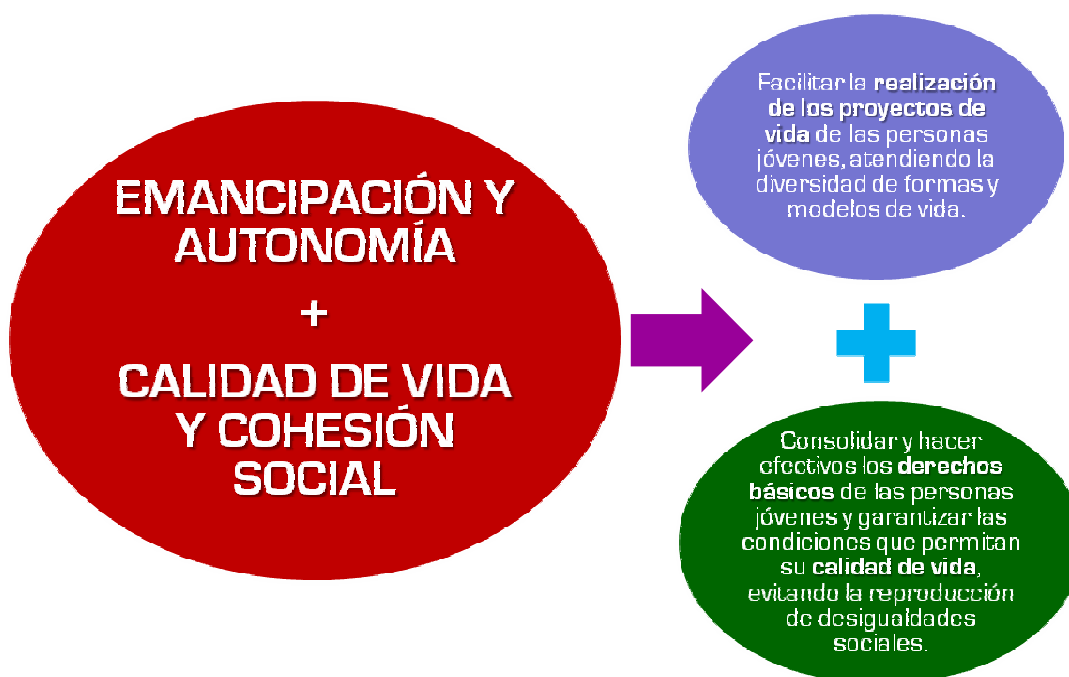 EMANCIPACIÓN Y
AUTONOMÍA
+
CALIDAD DE VIDA
Y COHESIÓN
SOCIAL
Facilitar la realización
de los proyectos de
vida de las personas
jóvenes, atendiendo la
diversidad de formas y
modelos de vida.
Consolidar y hacer
efectivos los derechos
básicos de las personas
jóvenes y garantizar las
condiciones que permitan
su calidad de vida,
evitando la reproducción
de desigualdades
sociales.